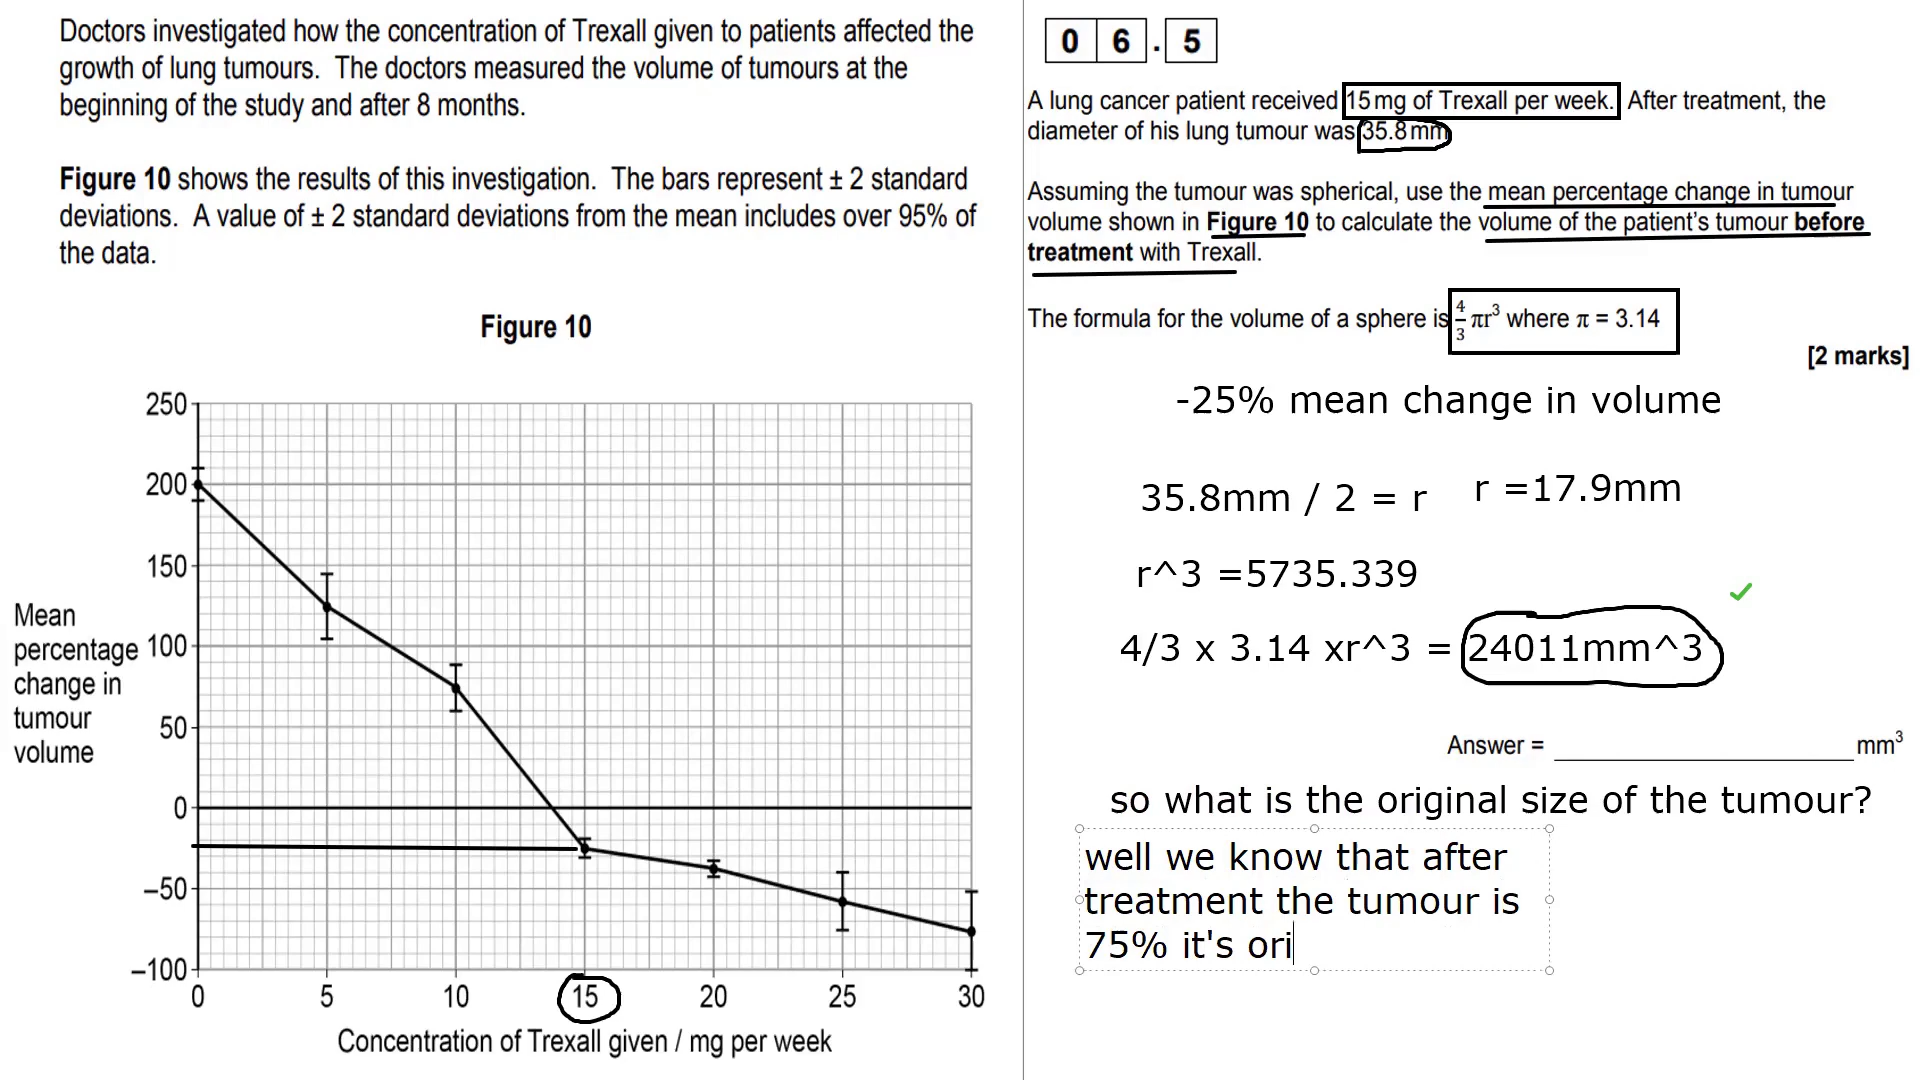 Doctors investigated how the concentration of Trexall given to patients affected the
growth of lung tumours. The doctors measured the volume of tumours at the
beginning of the study and after 8 months.
Figure 10 shows the results of this investigation. The bars represent ± 2 standard
deviations. A value of ± 2 standard deviations from the mean includes over 95% of
the data.
Figure 10
250
200
150
100
50
0
–50
–100
Mean
percentage
change in
tumour
volume
0 5 10 15 20 25 30
Concentration of Trexall given / mg per week
0 6 . 5
A lung cancer patient received 15 mg of Trexall per week. After treatment, the
diameter of his lung tumour was 35.8 mm
Assuming the tumour was spherical, use the mean percentage change in tumour
volume shown in Figure 10 to calculate the volume of the patient's tumour before
treatment with Trexall.
The formula for the volume of a sphere is 4/3 πr³ where π = 3.14
[2 marks]
-25% mean change in volume
35.8mm / 2 = r r =17.9mm
r^3 =5735.339
4/3 x 3.14 xr^3 = 24011mm^3
Answer = ____________________ mm³
so what is the original size of the tumour?
well we know that after
treatment the tumour is
75% it's ori